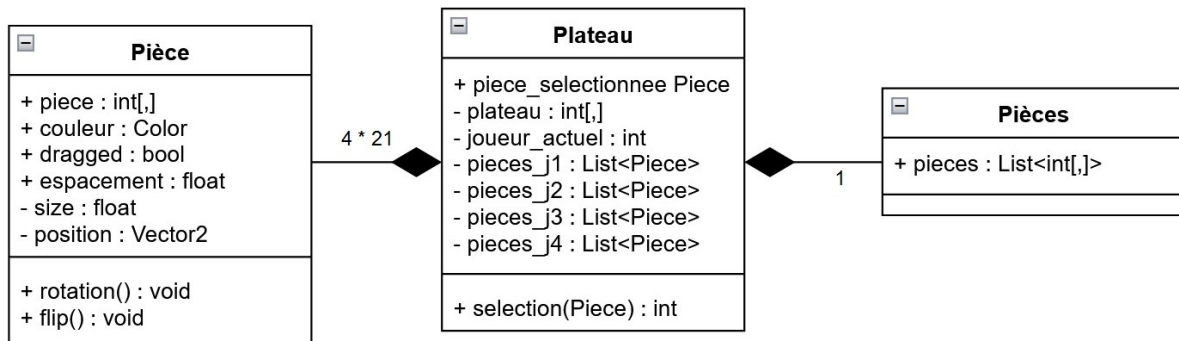 Pièce
+ piece : int[,]
+ couleur : Color
+ dragged : bool
+ espacement : float
- size : float
- position : Vector2
+ rotation() : void
+ flip() : void
4 * 21
Plateau
+ piece_selectionnee Piece
- plateau : int[,]
- joueur_actuel : int
- pieces_j1 : List<Piece>
- pieces_j2 : List<Piece>
- pieces_j3 : List<Piece>
- pieces_j4 : List<Piece>
+ selection(Piece) : int
1
Pièces
+ pieces : List<int[,]>